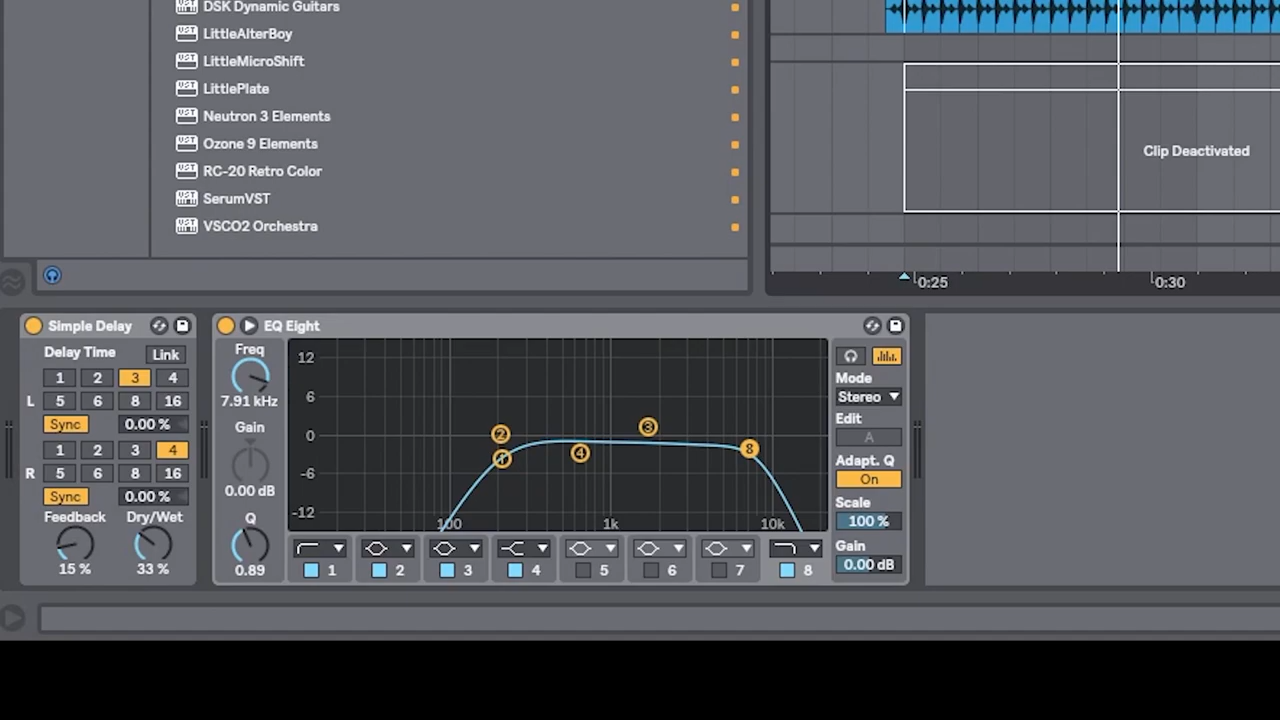 DSK Dynamic Guitars
LittleAlterBoy
LittleMicroShift
LittlePlate
Neutron 3 Elements
Ozone 9 Elements
RC-20 Retro Color
SerumVST
VSCO2 Orchestra
Clip Deactivated
0:25 0:30
Simple Delay
Delay Time Link
1 2 3 4
L 5 6 8 16
Sync 0.00 %
1 2 3 4
R 5 6 8 16
Sync 0.00 %
Feedback Dry/Wet
15 % 33 %
EQ Eight
Freq
7.91 kHz
Gain
0.00 dB
Q
0.89
12
6
0
-6
-12
100 1k 10k
2 1 4 3 8
1 2 3 4 5 6 7 8
Mode
Stereo
Edit
A
Adapt. Q
On
Scale
100 %
Gain
0.00 dB